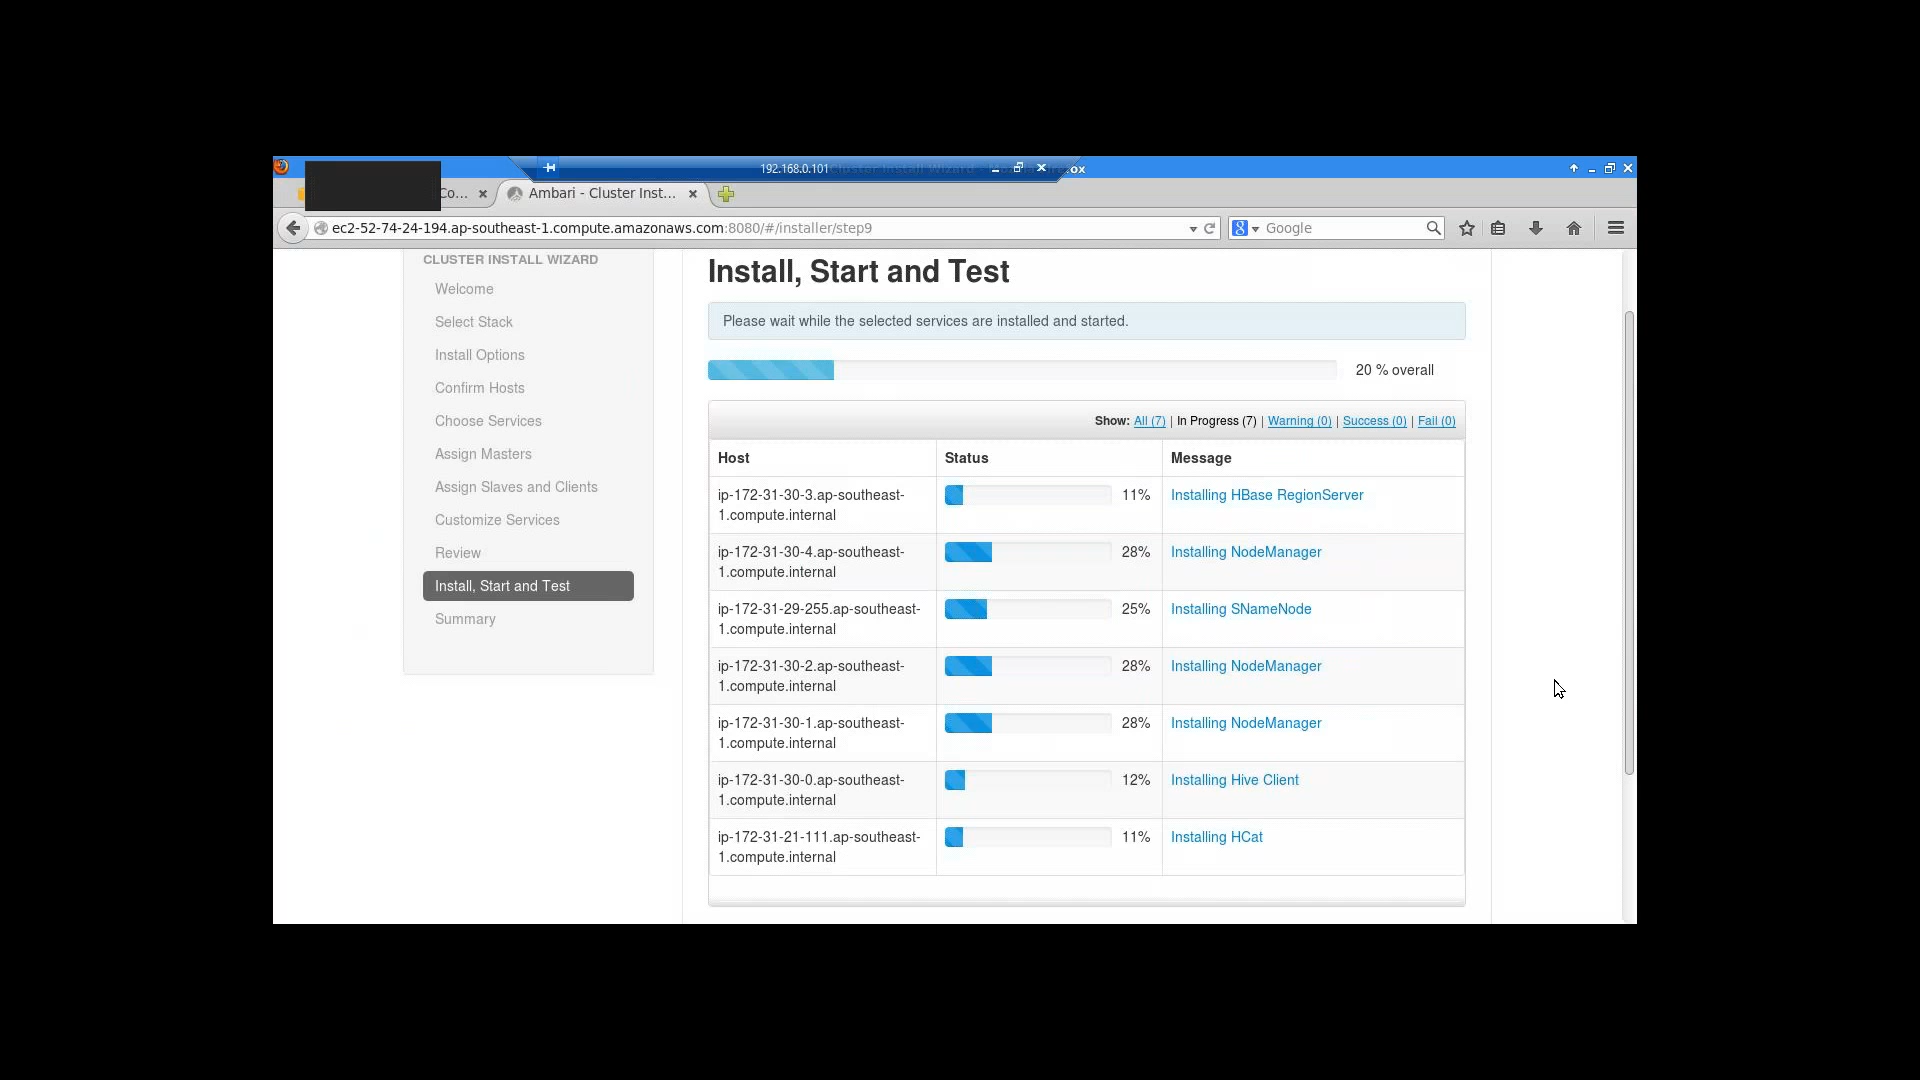 192.168.0.101
Co...
Ambari - Cluster Inst...
ec2-52-74-24-194.ap-southeast-1.compute.amazonaws.com:8080/#/installer/step9
Google
CLUSTER INSTALL WIZARD
Welcome
Select Stack
Install Options
Confirm Hosts
Choose Services
Assign Masters
Assign Slaves and Clients
Customize Services
Review
Install, Start and Test
Summary
Install, Start and Test
Please wait while the selected services are installed and started.
20 % overall
Show: All (7) | In Progress (7) | Warning (0) | Success (0) | Fail (0)
Host Status Message
ip-172-31-30-3.ap-southeast-
1.compute.internal
11% Installing HBase RegionServer
ip-172-31-30-4.ap-southeast-
1.compute.internal
28% Installing NodeManager
ip-172-31-29-255.ap-southeast-
1.compute.internal
25% Installing SNameNode
ip-172-31-30-2.ap-southeast-
1.compute.internal
28% Installing NodeManager
ip-172-31-30-1.ap-southeast-
1.compute.internal
28% Installing NodeManager
ip-172-31-30-0.ap-southeast-
1.compute.internal
12% Installing Hive Client
ip-172-31-21-111.ap-southeast-
1.compute.internal
11% Installing HCat